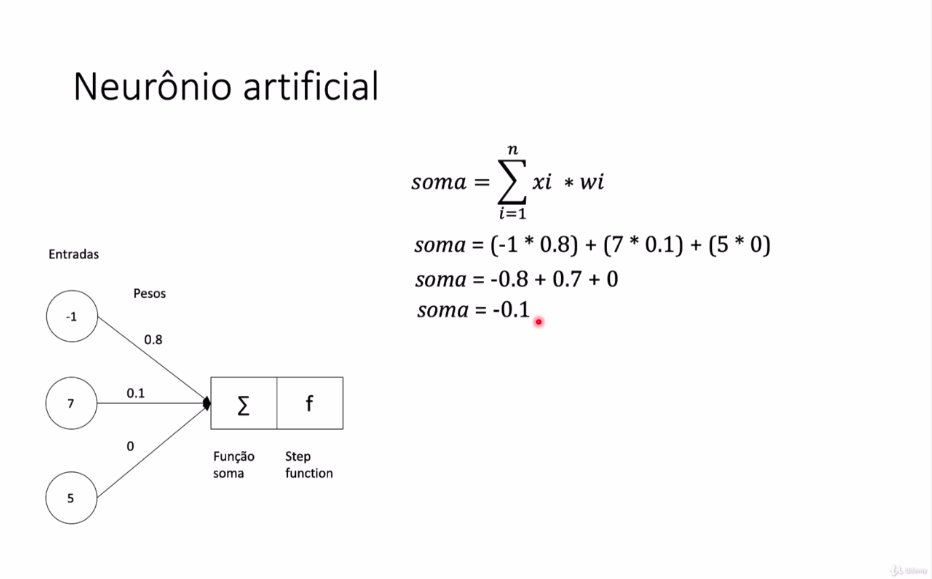 Neurônio artificial
n
soma = ∑ xi * wi
i=1
soma = (-1 * 0.8) + (7 * 0.1) + (5 * 0)
soma = -0.8 + 0.7 + 0
soma = -0.1
Entradas
Pesos
-1
0.8
0.1
7
∑ f
0
Função soma
Step function
5
Udemy